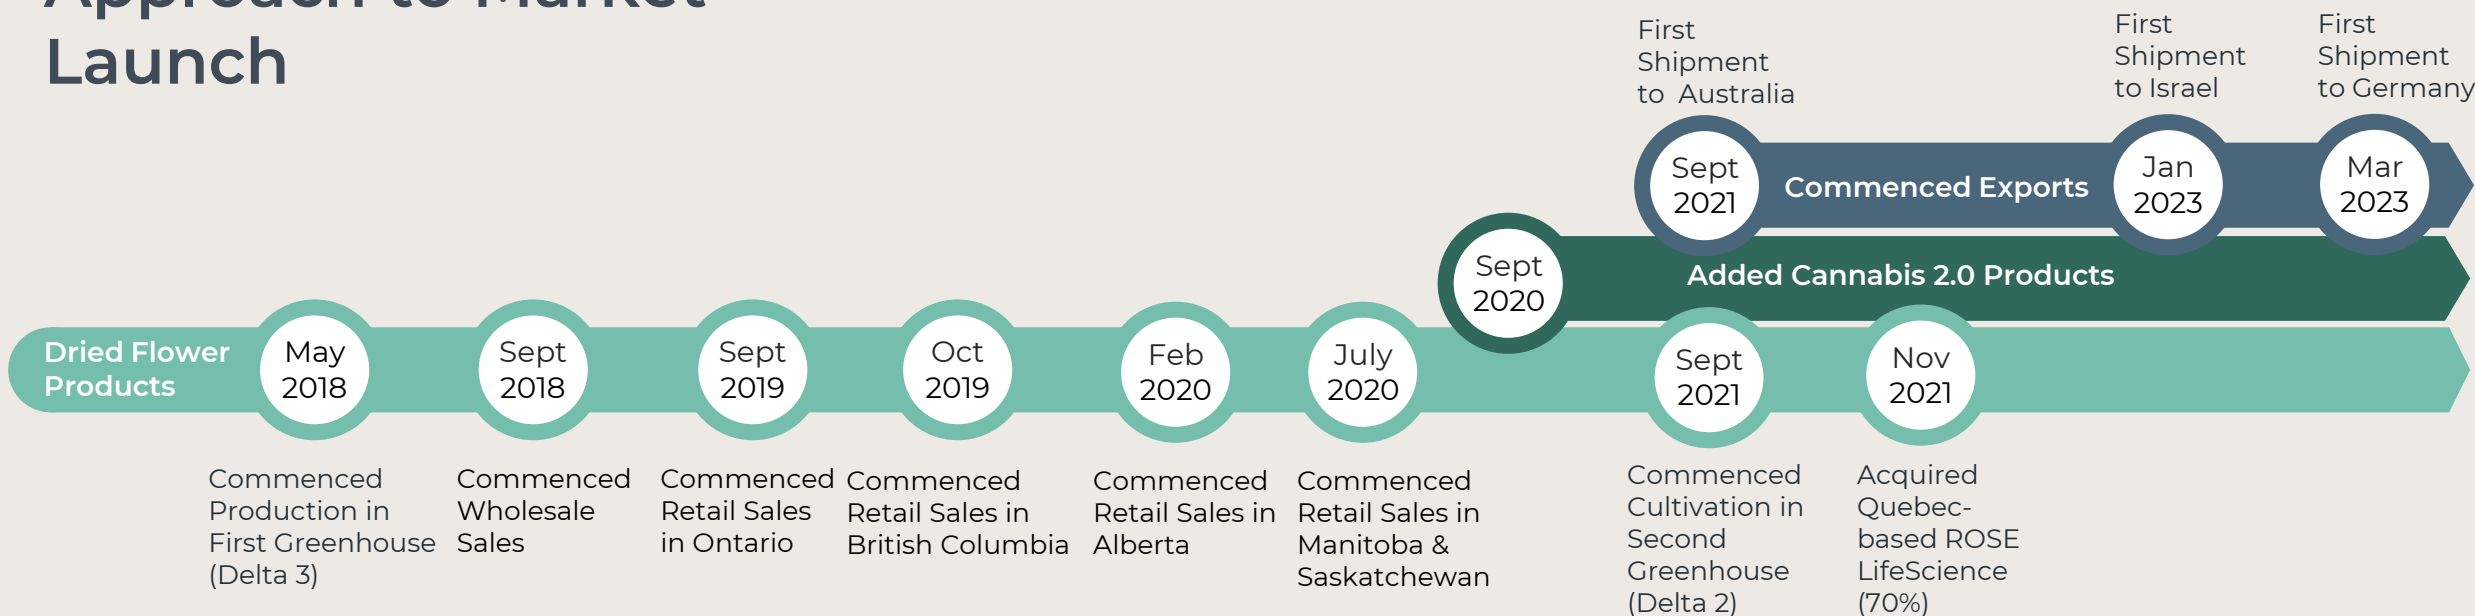 Approach to Market
Launch
First
Shipment
to Australia
First
Shipment
to Israel
First
Shipment
to Germany
Sept
2021
Commenced Exports
Jan
2023
Mar
2023
Sept
2020
Added Cannabis 2.0 Products
Dried Flower
Products
May
2018
Sept
2018
Sept
2019
Oct
2019
Feb
2020
July
2020
Sept
2021
Nov
2021
Commenced
Production in
First Greenhouse
(Delta 3)
Commenced
Wholesale
Sales
Commenced
Retail Sales
in Ontario
Commenced
Retail Sales in
British Columbia
Commenced
Retail Sales in
Alberta
Commenced
Retail Sales in
Manitoba &
Saskatchewan
Commenced
Cultivation in
Second
Greenhouse
(Delta 2)
Acquired
Quebec-
based ROSE
LifeScience
(70%)